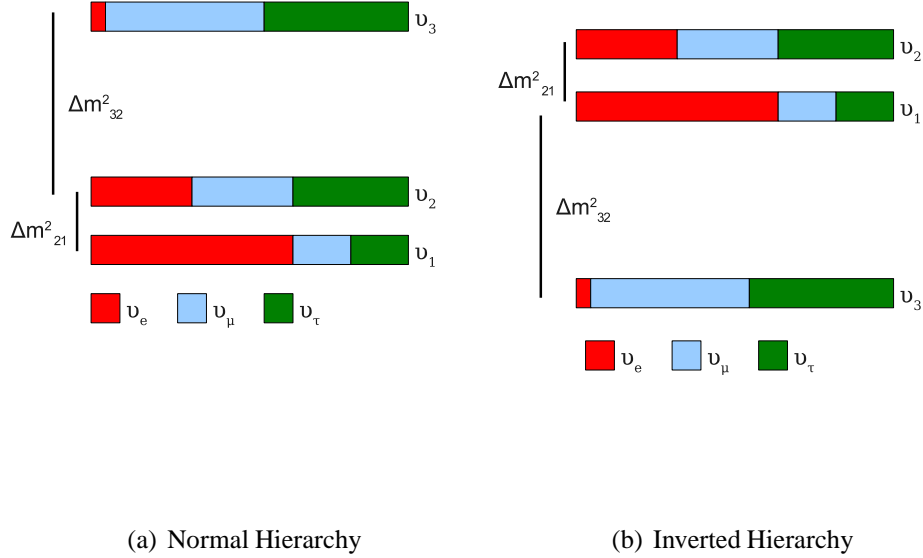 υ3
Δm²32
υ2
Δm²21
υ1
υe υμ υτ
(a) Normal Hierarchy
υ2
Δm²21
υ1
Δm²32
υ3
υe υμ υτ
(b) Inverted Hierarchy